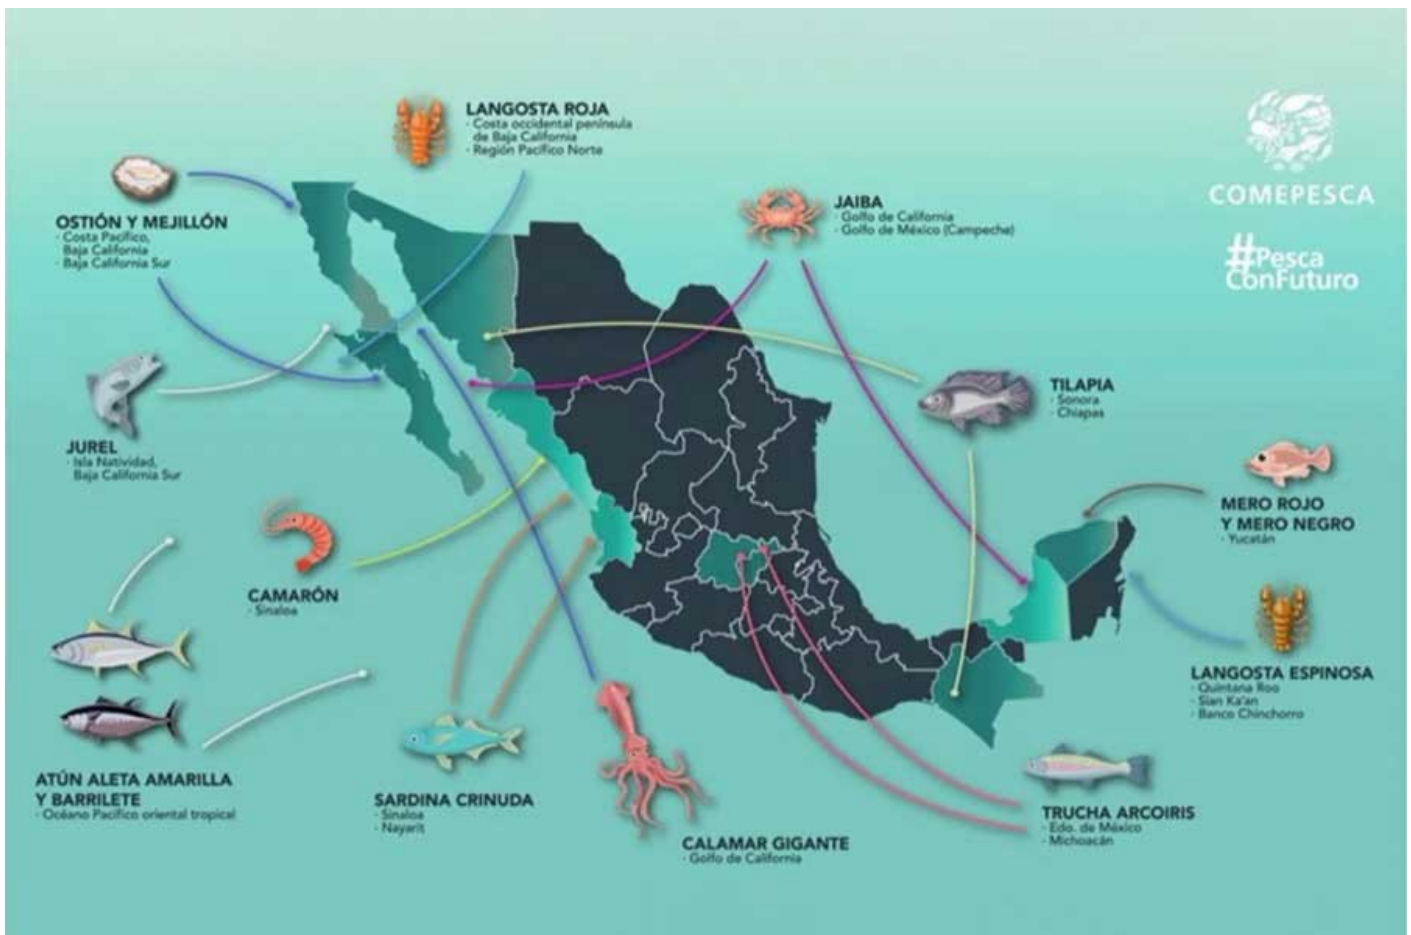 LANGOSTA ROJA
· Costa occidental península
de Baja California
· Región Pacífico Norte
OSTIÓN Y MEJILLÓN
· Costa Pacífico,
Baja California
· Baja California Sur
JAIBA
· Golfo de California
· Golfo de México (Campeche)
COMEPESCA
#Pesca
ConFuturo
JUREL
· Isla Natividad,
Baja California Sur
TILAPIA
· Sonora
· Chiapas
MERO ROJO
Y MERO NEGRO
· Yucatán
CAMARÓN
· Sinaloa
LANGOSTA ESPINOSA
· Quintana Roo
· Sian Ka'an
· Banco Chinchorro
ATÚN ALETA AMARILLA
Y BARRILETE
· Océano Pacífico oriental tropical
SARDINA CRINUDA
· Sinaloa
· Nayarit
CALAMAR GIGANTE
· Golfo de California
TRUCHA ARCOIRIS
· Edo. de México
· Michoacán